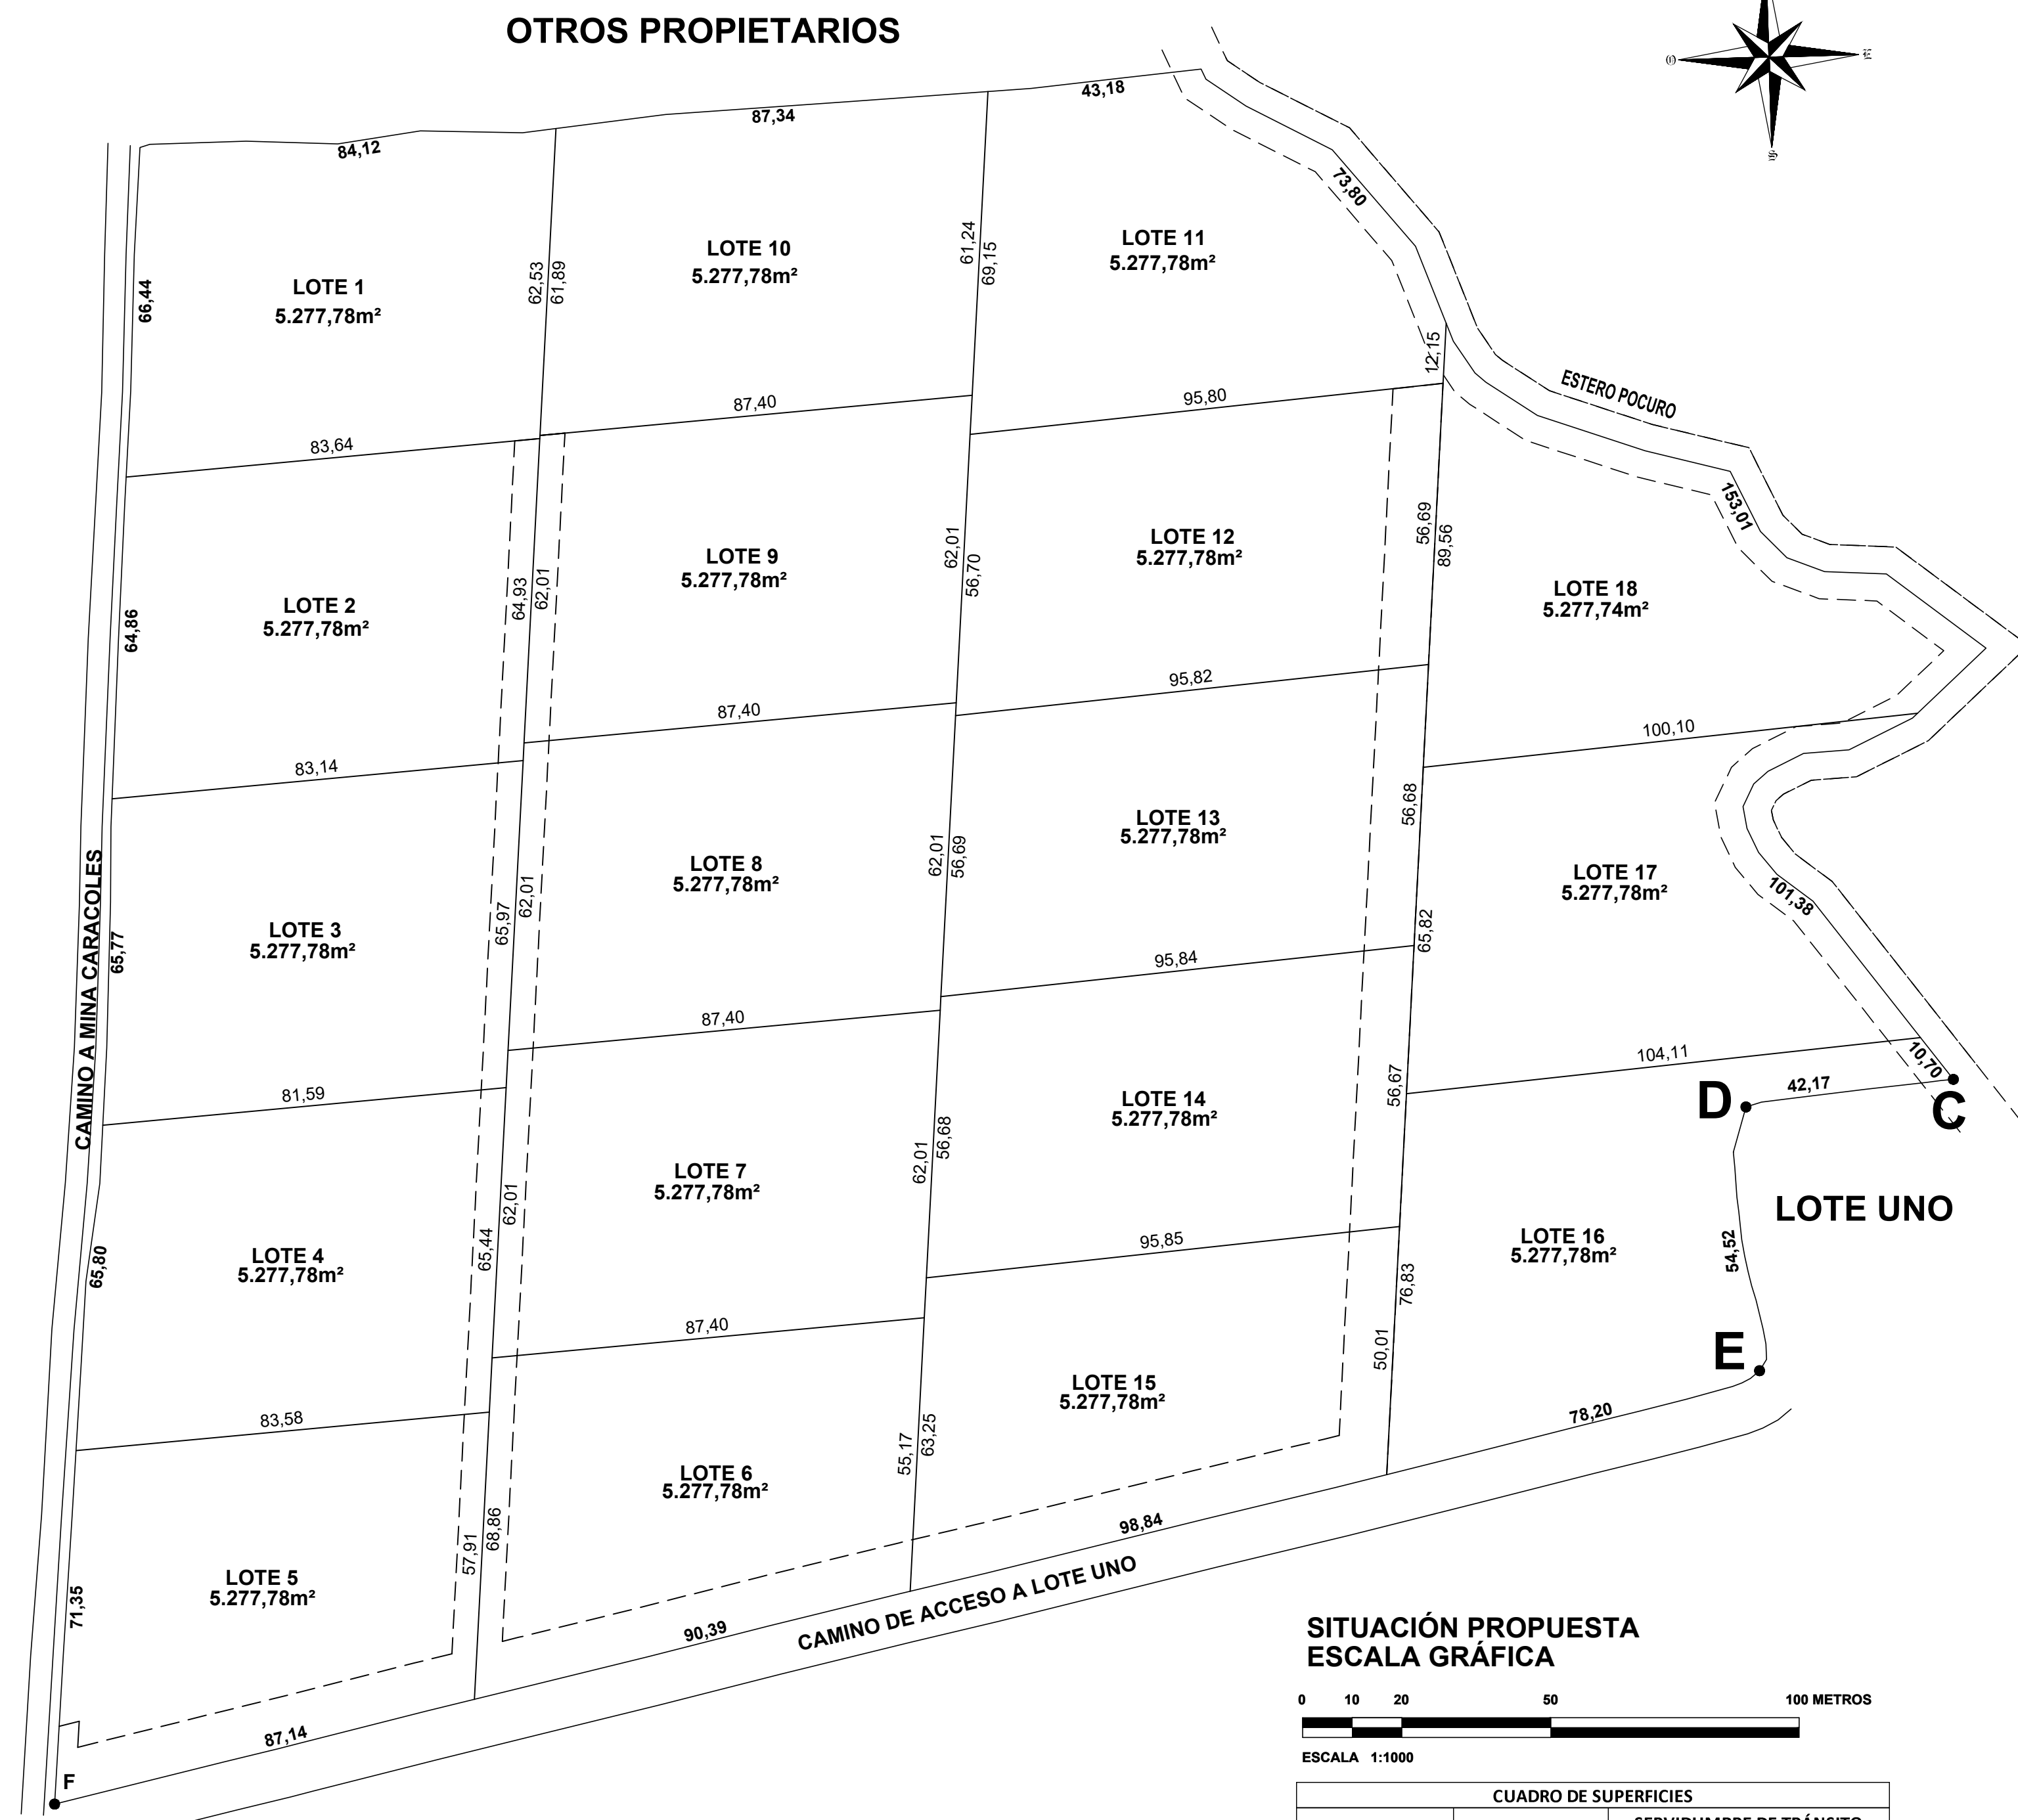 OTROS PROPIETARIOS
O
E
S
43,18
87,34
84,12
73,80
LOTE 1
5.277,78m²
66,44
62,53
61,89
LOTE 10
5.277,78m²
61,24
69,15
LOTE 11
5.277,78m²
12,15
ESTERO POCURO
83,64
87,40
95,80
153,01
LOTE 2
5.277,78m²
64,86
64,93
62,01
LOTE 9
5.277,78m²
62,01
56,70
LOTE 12
5.277,78m²
56,69
89,56
LOTE 18
5.277,74m²
83,14
87,40
95,82
100,10
CAMINO A MINA CARACOLES
LOTE 3
5.277,78m²
65,77
65,97
62,01
LOTE 8
5.277,78m²
62,01
56,69
LOTE 13
5.277,78m²
56,68
65,82
LOTE 17
5.277,78m²
101,38
81,59
87,40
95,84
104,11
10,70
42,17
D
C
LOTE UNO
LOTE 4
5.277,78m²
65,80
65,44
62,01
LOTE 7
5.277,78m²
62,01
56,68
LOTE 14
5.277,78m²
56,67
76,83
LOTE 16
5.277,78m²
54,52
E
83,58
87,40
95,85
78,20
LOTE 5
5.277,78m²
71,35
57,91
68,86
LOTE 6
5.277,78m²
55,17
63,25
LOTE 15
5.277,78m²
50,01
98,84
90,39
87,14
CAMINO DE ACCESO A LOTE UNO
F
SITUACIÓN PROPUESTA
ESCALA GRÁFICA
0 10 20 50 100 METROS
ESCALA 1:1000
CUADRO DE SUPERFICIES
SERVIDUMBRE DE TRÁNSITO